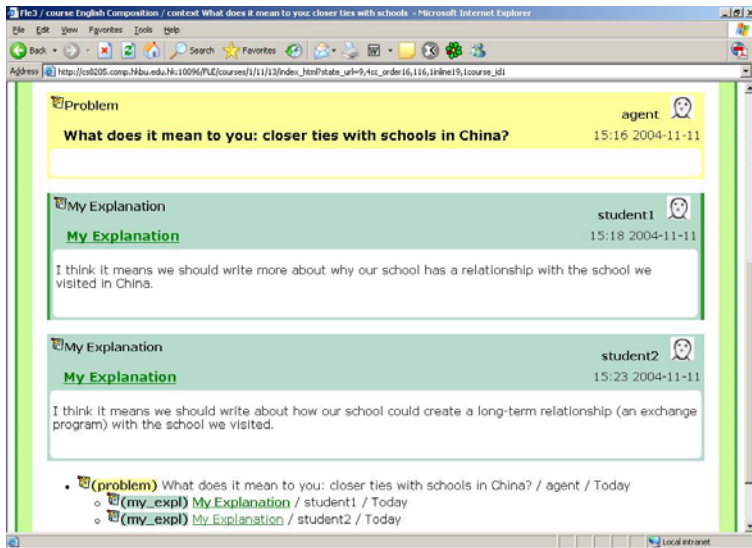 Fle3 / course English Composition / context What does it mean to you: closer ties with schools - Microsoft Internet Explorer
File Edit View Favorites Tools Help
Back Search Favorites
Address http://cs8205.comp.hkbu.edu.hk:10096/FLE/courses/1/11/13/index_html?state_url=9,4cc_order16,116,1inline19,1course_id1
Problem
agent
What does it mean to you: closer ties with schools in China?
15:16 2004-11-11
My Explanation
student1
My Explanation
15:18 2004-11-11
I think it means we should write more about why our school has a relationship with the school we
visited in China.
My Explanation
student2
My Explanation
15:23 2004-11-11
I think it means we should write about how our school could create a long-term relationship (an exchange
program) with the school we visited.
(problem) What does it mean to you: closer ties with schools in China? / agent / Today
(my_expl) My Explanation / student1 / Today
(my_expl) My Explanation / student2 / Today
Local intranet